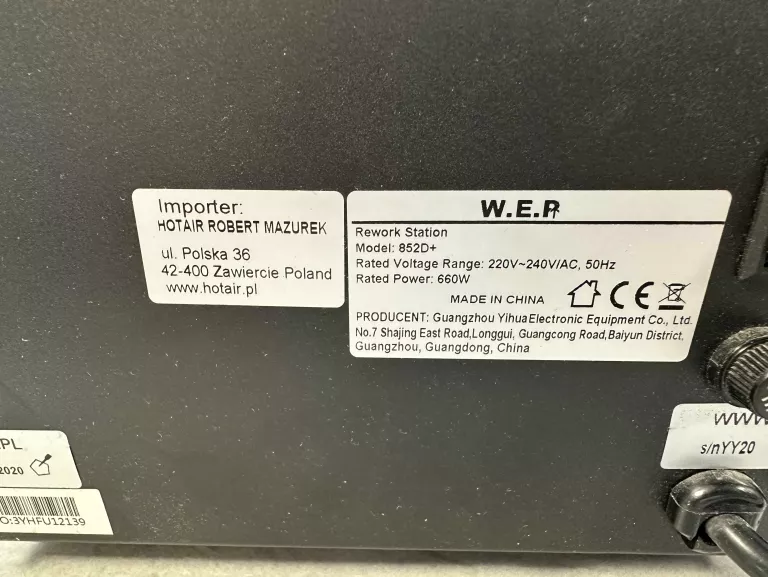 Importer:
HOTAIR ROBERT MAZUREK
ul. Polska 36
42-400 Zawiercie Poland
www.hotair.pl
W.E.P
Rework Station
Model: 852D+
Rated Voltage Range: 220V~240V/AC, 50Hz
Rated Power: 660W
MADE IN CHINA CE
PRODUCENT: Guangzhou YihuaElectronic Equipment Co., Ltd.
No.7 Shajing East Road,Longgui, Guangcong Road,Baiyun District,
Guangzhou, Guangdong, China
.PL
2020
O:3YHFU12139
www
s/nYY20